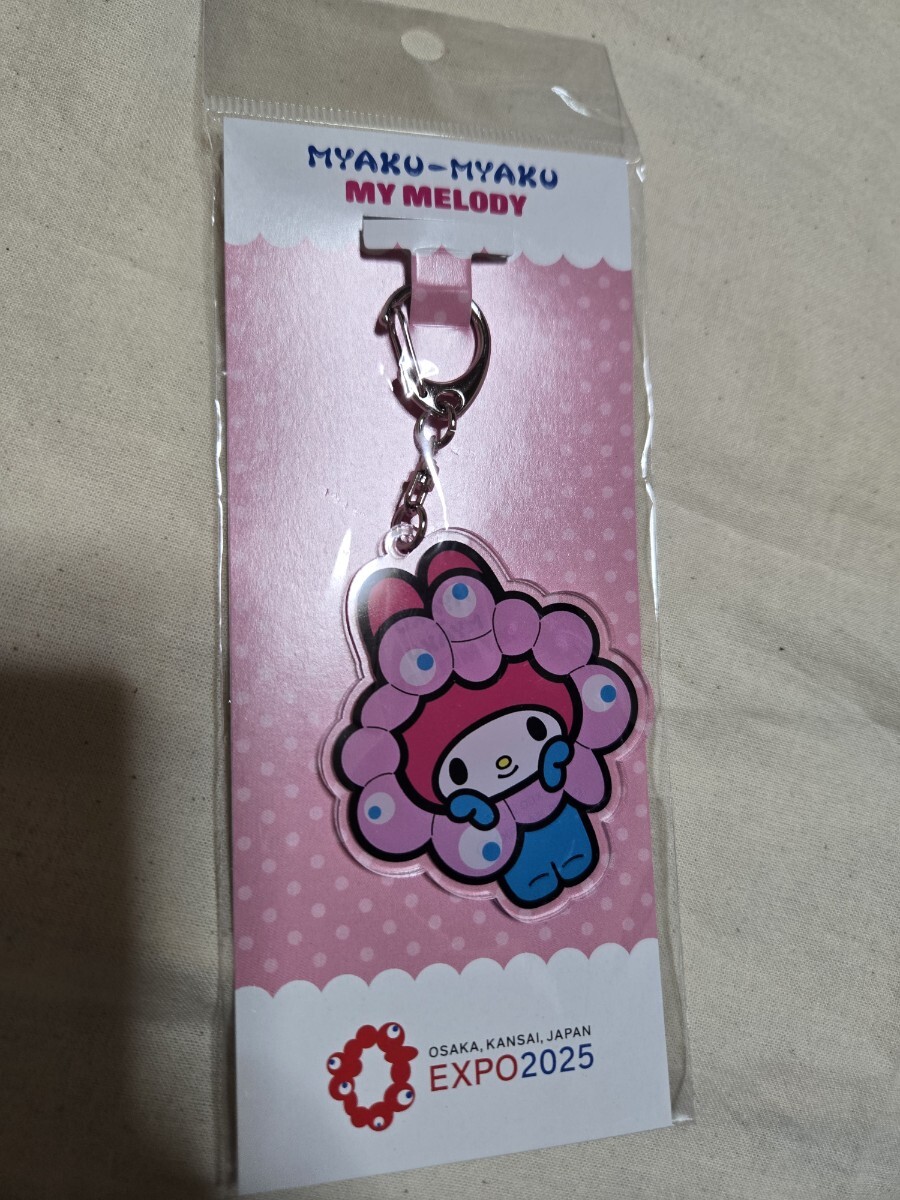 MYAKU-MYAKU
MY MELODY
OSAKA, KANSAI, JAPAN
EXPO2025